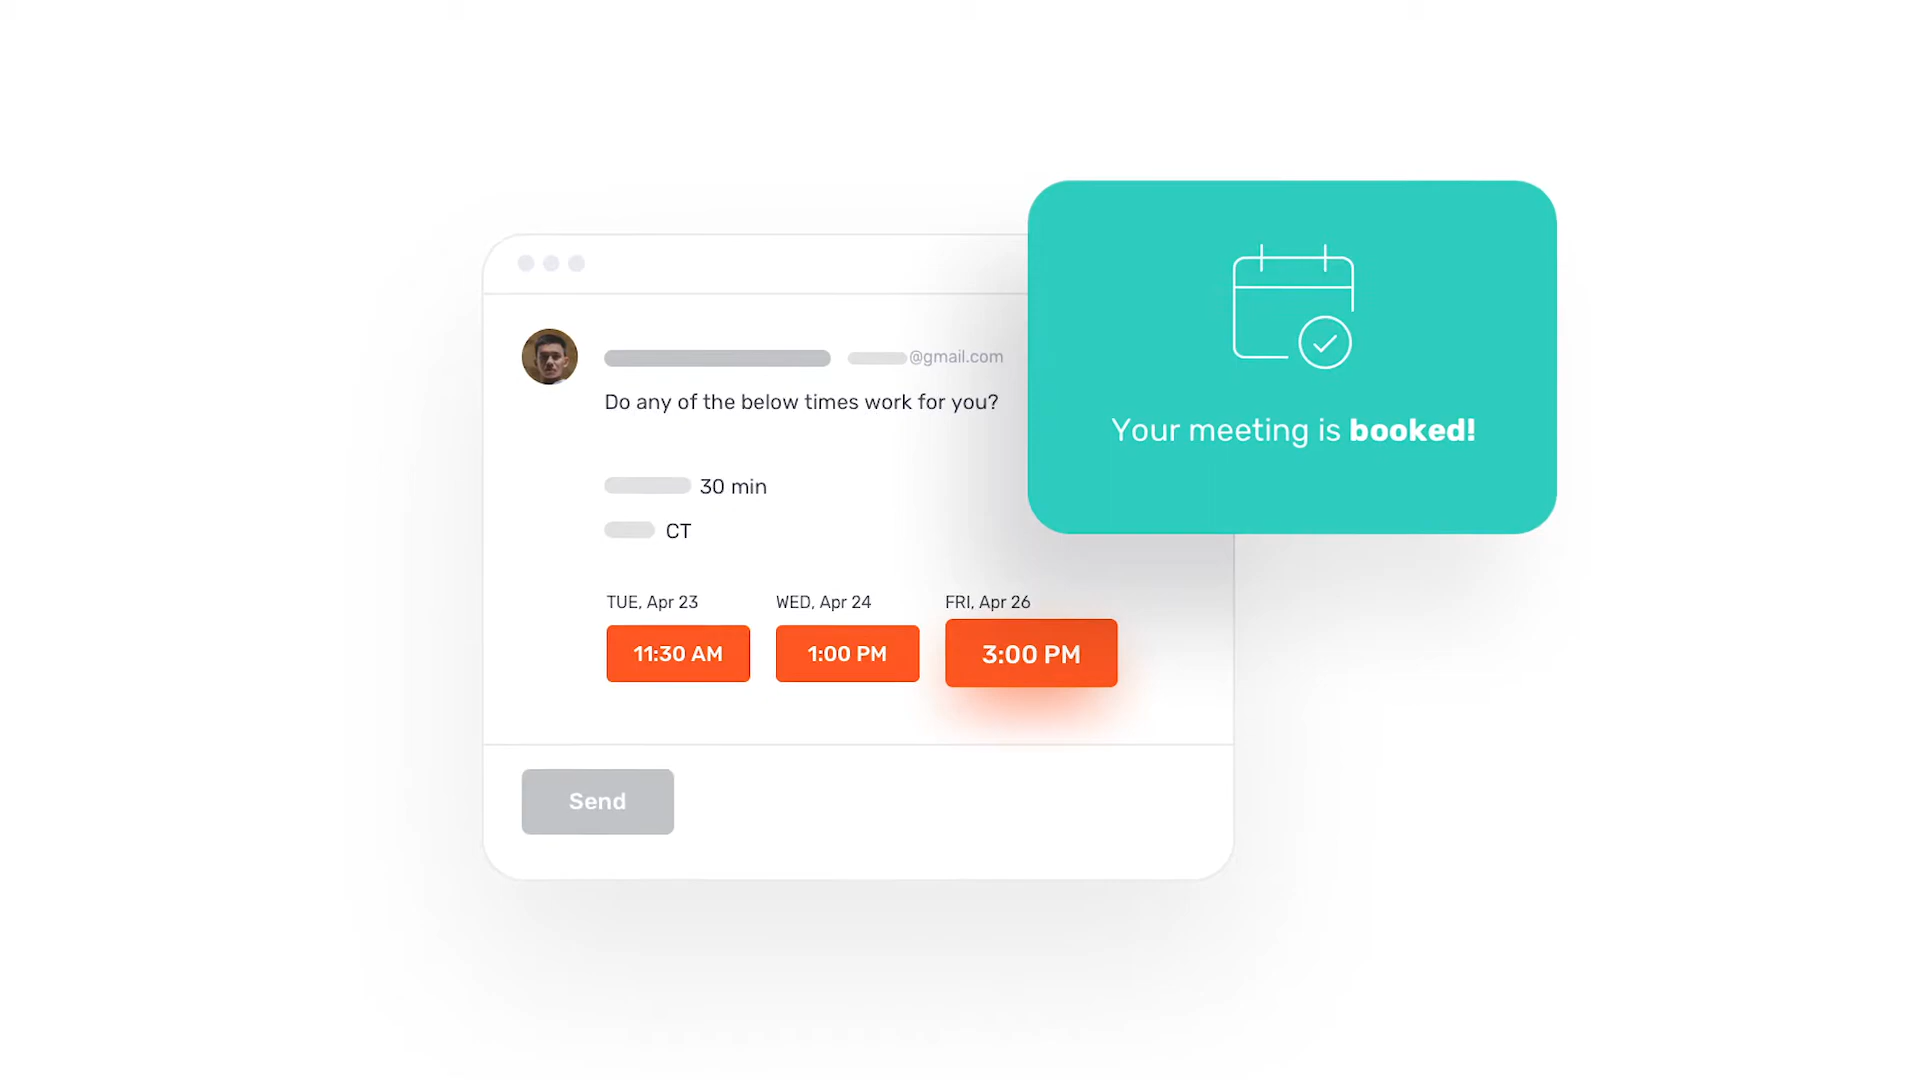 @gmail.com
Do any of the below times work for you?
30 min
CT
TUE, Apr 23
WED, Apr 24
FRI, Apr 26
11:30 AM
1:00 PM
3:00 PM
Send
Your meeting is booked!